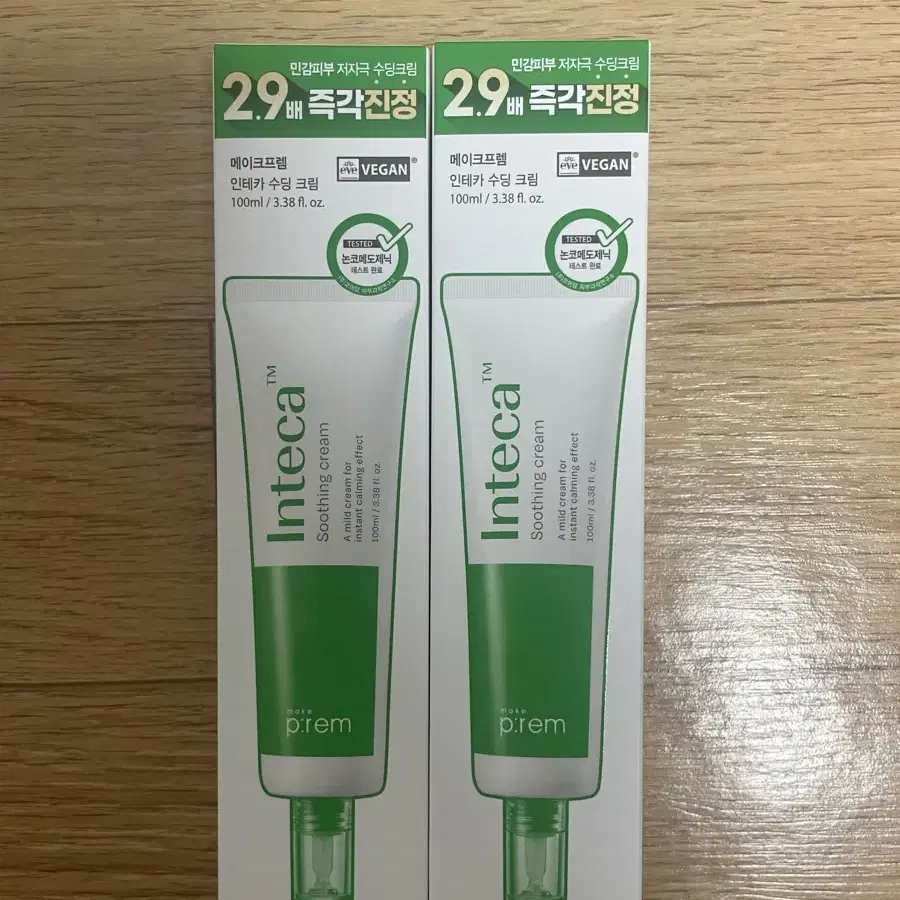 민감피부 저자극 수딩크림
2.9배 즉각진정
메이크프렘
인테카 수딩 크림
100ml / 3.38 fl. oz.
eve VEGAN®
TESTED
논코메도제닉
테스트 완료
Inteca™
Soothing cream
A mild cream for
instant calming effect
100ml / 3.38 fl. oz.
make
p:rem
민감피부 저자극 수딩크림
2.9배 즉각진정
메이크프렘
인테카 수딩 크림
100ml / 3.38 fl. oz.
eve VEGAN®
TESTED
논코메도제닉
테스트 완료
Inteca™
Soothing cream
A mild cream for
instant calming effect
100ml / 3.38 fl. oz.
make
p:rem